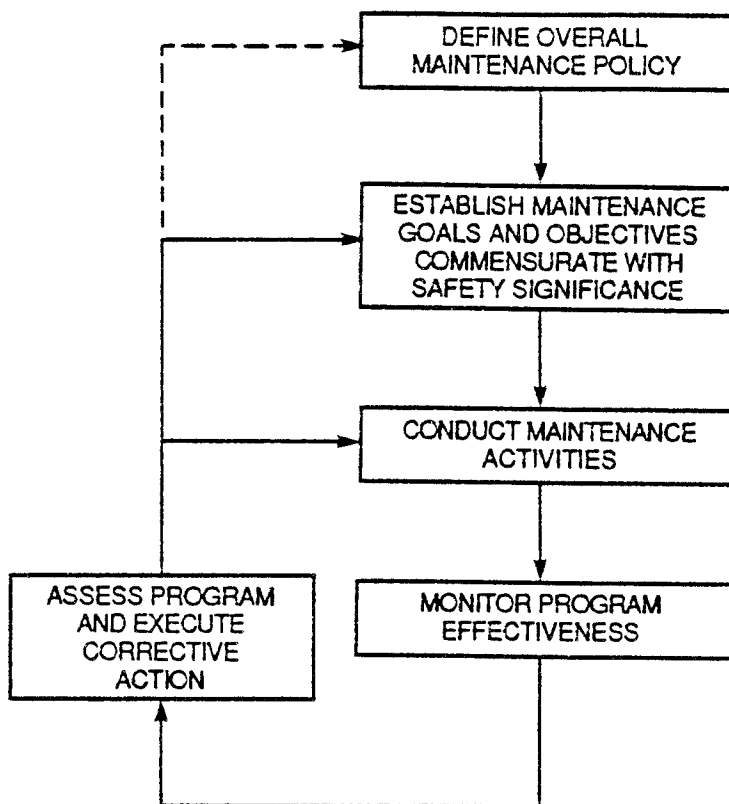 DEFINE OVERALL
MAINTENANCE POLICY
ESTABLISH MAINTENANCE
GOALS AND OBJECTIVES
COMMENSURATE WITH
SAFETY SIGNIFICANCE
CONDUCT MAINTENANCE
ACTIVITIES
MONITOR PROGRAM
EFFECTIVENESS
ASSESS PROGRAM
AND EXECUTE
CORRECTIVE
ACTION